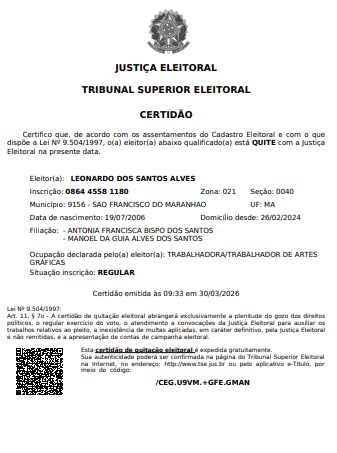 JUSTIÇA ELEITORAL
TRIBUNAL SUPERIOR ELEITORAL
CERTIDÃO
Certifico que, de acordo com os assentamentos do Cadastro Eleitoral e com o que
dispõe a Lei Nº 9.504/1997, o(a) eleitor(a) abaixo qualificado(a) está QUITE com a Justiça
Eleitoral na presente data.
Eleitor(a): LEONARDO DOS SANTOS ALVES
Inscrição: 0864 4558 1180 Zona: 021 Seção: 0040
Município: 9156 - SAO FRANCISCO DO MARANHAO UF: MA
Data de nascimento: 19/07/2006 Domicílio desde: 26/02/2024
Filiação: - ANTONIA FRANCISCA BISPO DOS SANTOS
- MANOEL DA GUIA ALVES DOS SANTOS
Ocupação declarada pelo(a) eleitor(a): TRABALHADORA/TRABALHADOR DE ARTES
GRÁFICAS
Situação inscrição: REGULAR
Certidão emitida às 09:33 em 30/03/2026
Lei Nº 9.504/1997:
Art. 11, § 7o - A certidão de quitação eleitoral abrangerá exclusivamente a plenitude do gozo dos direitos
políticos, o regular exercício do voto, o atendimento a convocações da Justiça Eleitoral para auxiliar os
trabalhos relativos ao pleito, a inexistência de multas aplicadas, em caráter definitivo, pela Justiça Eleitoral
e não remitidas, e a apresentação de contas de campanha eleitoral.
Esta certidão de quitação eleitoral é expedida gratuitamente.
Sua autenticidade poderá ser confirmada na página do Tribunal Superior Eleitoral
na Internet, no endereço: http://www.tse.jus.br ou pelo aplicativo e-Título, por
meio do código:
/CEG.U9VM.+GFE.GMAN